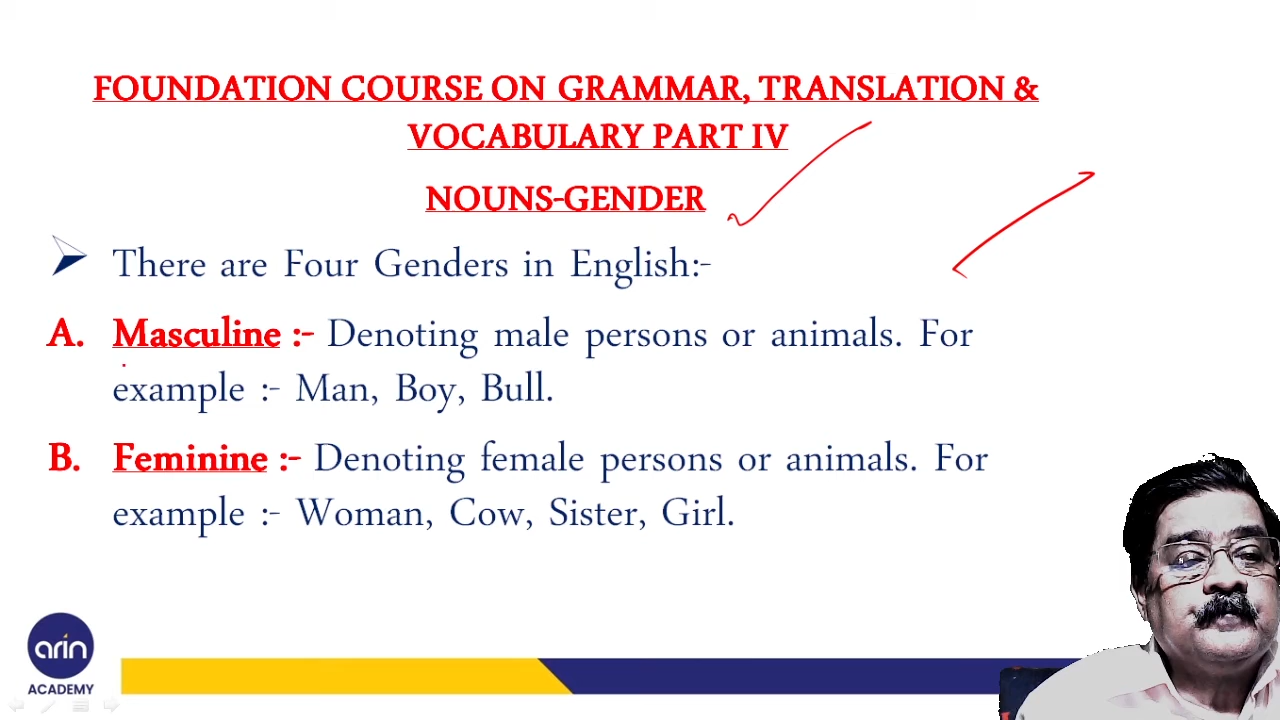 FOUNDATION COURSE ON GRAMMAR, TRANSLATION &
VOCABULARY PART IV
NOUNS-GENDER
There are Four Genders in English:-
A. Masculine :- Denoting male persons or animals. For
example :- Man, Boy, Bull.
B. Feminine :- Denoting female persons or animals. For
example :- Woman, Cow, Sister, Girl.
arin
ACADEMY